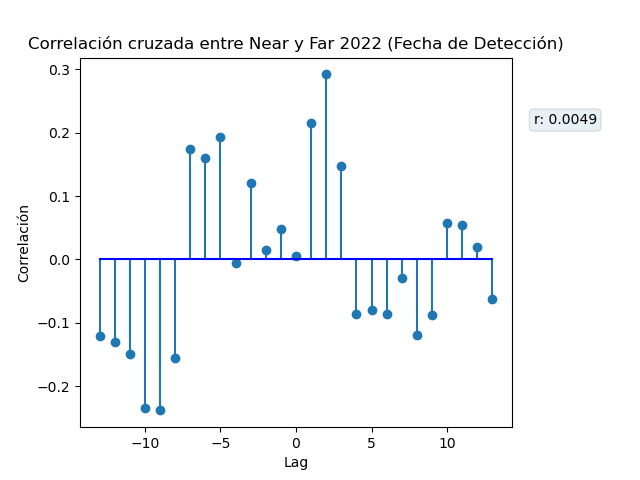 Correlación cruzada entre Near y Far 2022 (Fecha de Detección)
0.3
r: 0.0049
0.2
0.1
0.0
−0.1
−0.2
Correlación
−10
−5
0
5
10
Lag